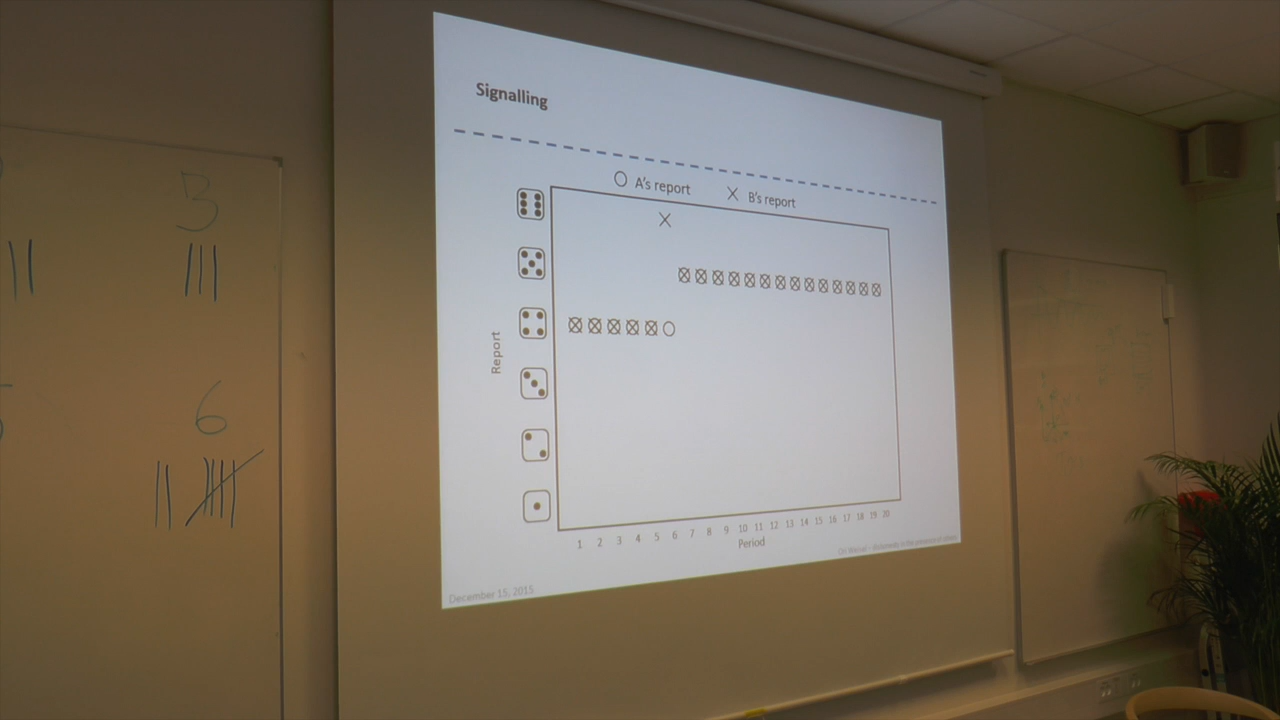 Signalling
A's report B's report
Report
1 2 3 4 5 6 7 8 9 10 11 12 13 14 15 16 17 18 19 20
Period
December 15, 2015
3
6